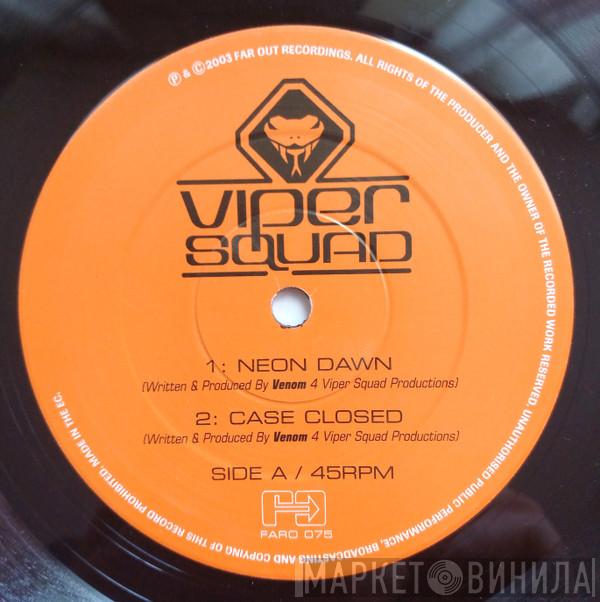 ℗ & © 2003 FAR OUT RECORDINGS. ALL RIGHTS OF THE PRODUCER AND THE OWNER OF THE RECORDED WORK RESERVED. UNAUTHORISED PUBLIC PERFORMANCE, BROADCASTING AND COPYING OF THIS RECORD PROHIBITED. MADE IN THE EC.
VIPER
SQUAD
1: NEON DAWN
(Written & Produced By Venom 4 Viper Squad Productions)
2: CASE CLOSED
(Written & Produced By Venom 4 Viper Squad Productions)
SIDE A / 45RPM
FARO 075
МАРКЕТ ВИНИЛА